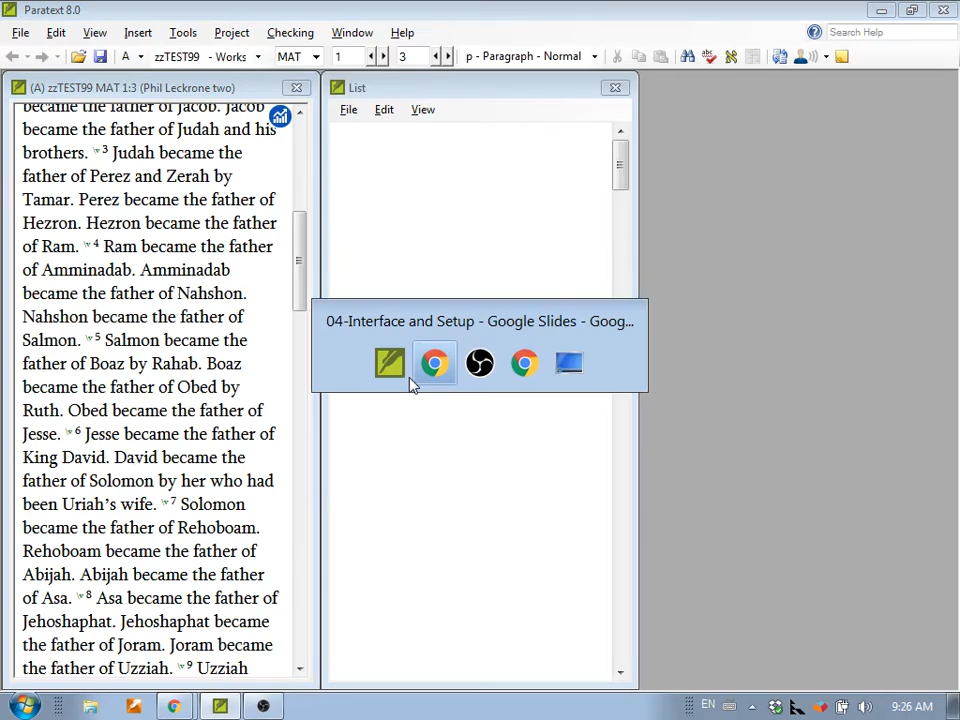 Paratext 8.0
File Edit View Insert Tools Project Checking Window Help
Search Help
A zzTEST99 - Works MAT 1 3 p - Paragraph - Normal
(A) zzTEST99 MAT 1:3 (Phil Leckrone two)
became the father of Jacob. Jacob
became the father of Judah and his
brothers. 3 Judah became the
father of Perez and Zerah by
Tamar. Perez became the father of
Hezron. Hezron became the father
of Ram. 4 Ram became the father
of Amminadab. Amminadab
became the father of Nahshon.
Nahshon became the father of
Salmon. 5 Salmon became the
father of Boaz by Rahab. Boaz
became the father of Obed by
Ruth. Obed became the father of
Jesse. 6 Jesse became the father of
King David. David became the
father of Solomon by her who had
been Uriah’s wife. 7 Solomon
became the father of Rehoboam.
Rehoboam became the father of
Abijah. Abijah became the father
of Asa. 8 Asa became the father of
Jehoshaphat. Jehoshaphat became
the father of Joram. Joram became
the father of Uzziah. 9 Uzziah
List
File Edit View
04-Interface and Setup - Google Slides - Goog...
EN
9:26 AM